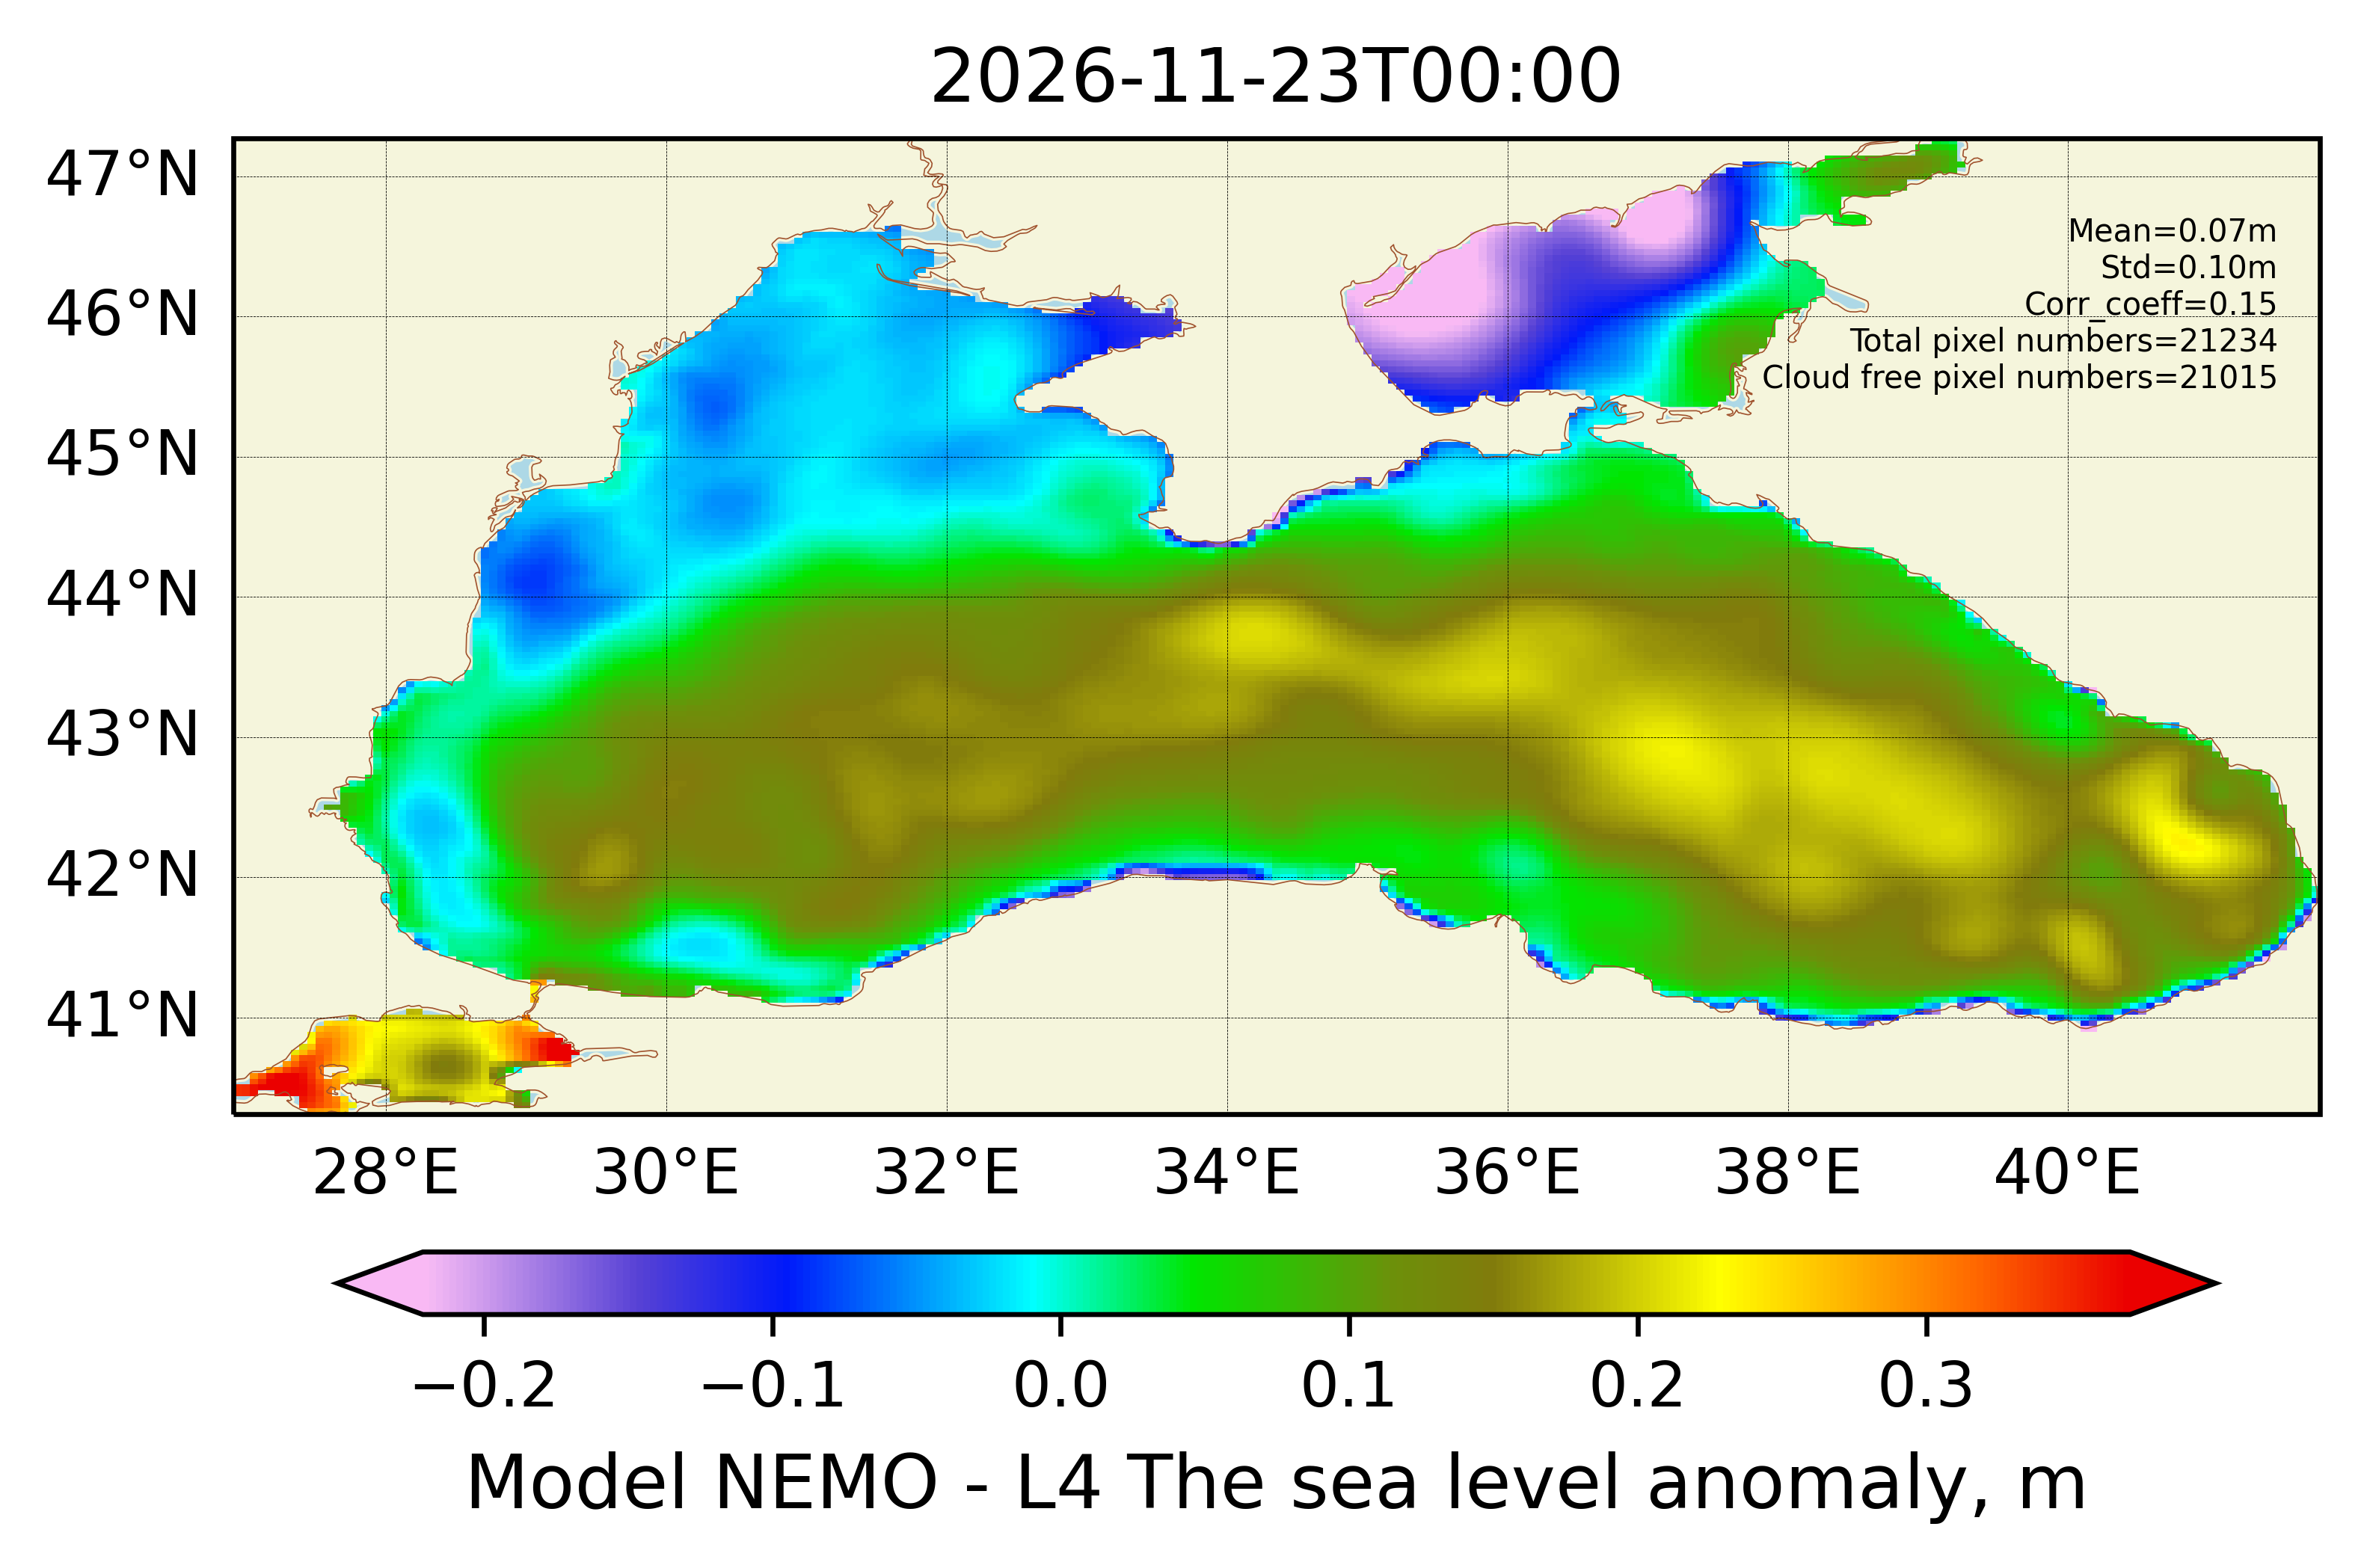 2026-11-23T00:00
47°N
46°N
45°N
44°N
43°N
42°N
41°N
Mean=0.07m
Std=0.10m
Corr_coeff=0.15
Total pixel numbers=21234
Cloud free pixel numbers=21015
28°E 30°E 32°E 34°E 36°E 38°E 40°E
−0.2 −0.1 0.0 0.1 0.2 0.3
Model NEMO - L4 The sea level anomaly, m